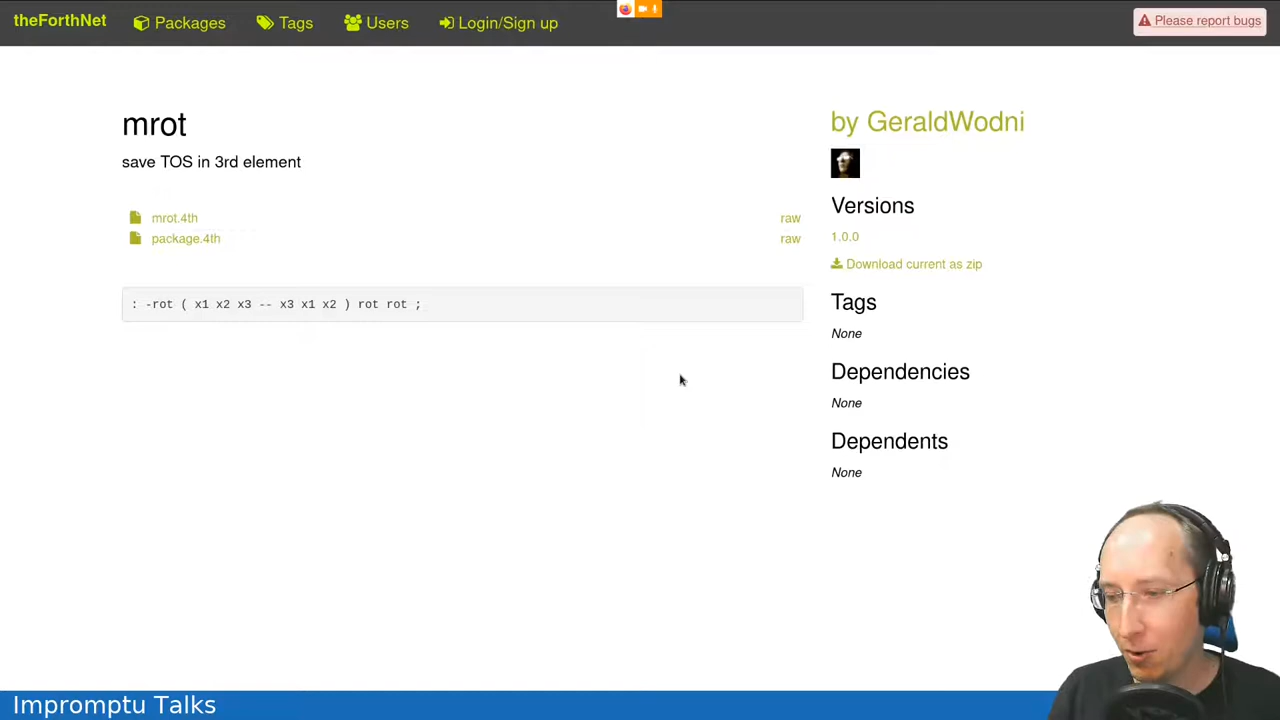 theForthNet Packages Tags Users Login/Sign up Please report bugs
mrot
save TOS in 3rd element
mrot.4th raw
package.4th raw
: -rot ( x1 x2 x3 -- x3 x1 x2 ) rot rot ;
by GeraldWodni
Versions
1.0.0
Download current as zip
Tags
None
Dependencies
None
Dependents
None
Impromptu Talks